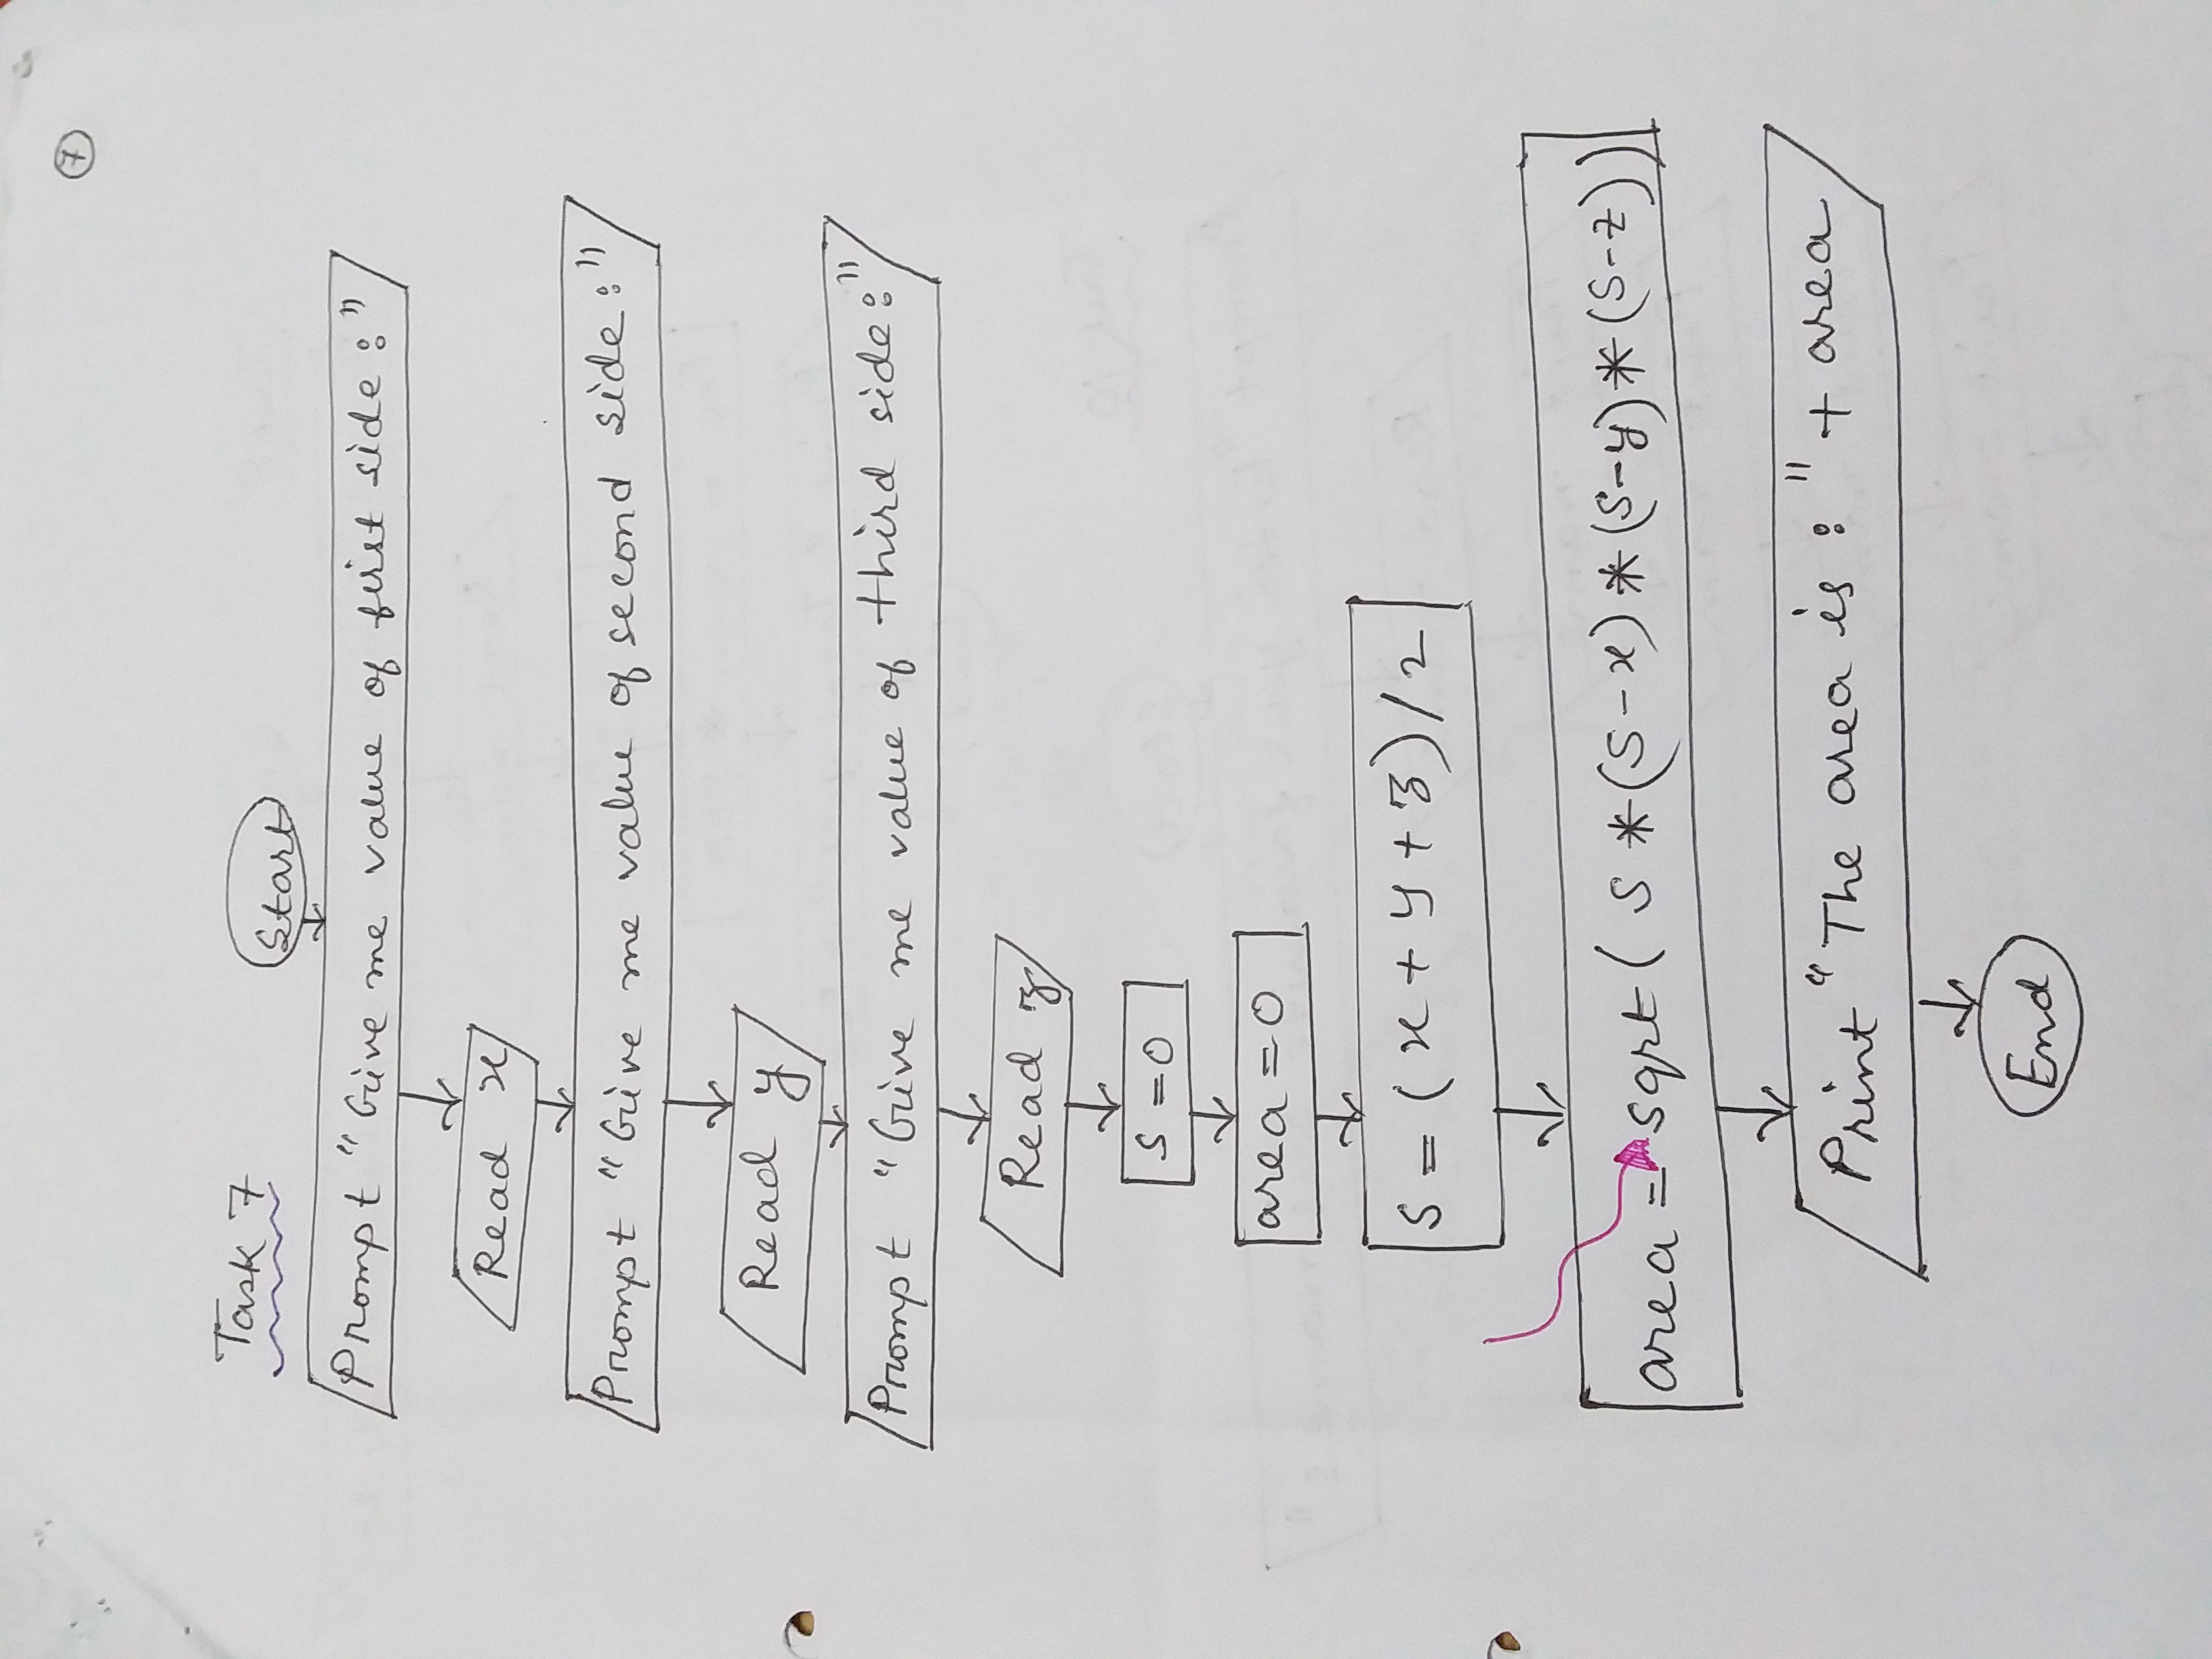 7
Task 7
Start
Prompt "Give me value of first side:"
Read x
Prompt "Give me value of second side:"
Read y
Prompt "Give me value of third side:"
Read z
S = 0
area = 0
S = (x + y + z) / 2
area = sqrt ( S * (S - x) * (S - y) * (S - z))
Print "The area is : " + area
End